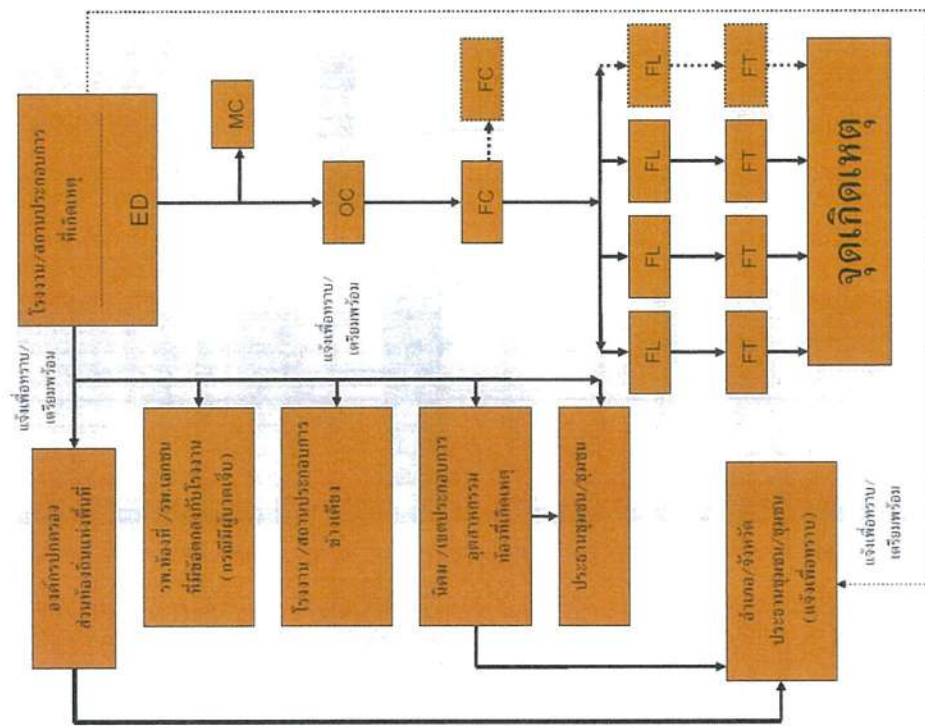 โรงงาน/สถานประกอบการ
ที่เกิดเหตุ
ED
MC
OC
FC
FC
FL
FL
FL
FL
FT
FT
FT
FT
จุดเกิดเหตุ
แจ้งเพื่อทราบ/
เตรียมพร้อม
แจ้งเพื่อทราบ/
เตรียมพร้อม
องค์กรปกครอง
ส่วนท้องถิ่นแห่งพื้นที่
รพ.ท้องที่ /รพ.เอกชน
ที่มีข้อตกลงกับโรงงาน
(กรณีมีผู้บาดเจ็บ)
โรงงาน /สถานประกอบการ
ข้างเคียง
นิคม /เขตประกอบการ
อุตสาหกรรม
ท้องที่เกิดเหตุ
ประธานชุมชน/ชุมชน
อำเภอ/จังหวัด
ประธานชุมชน/ชุมชน
(แจ้งเพื่อทราบ)
แจ้งเพื่อทราบ/
เตรียมพร้อม